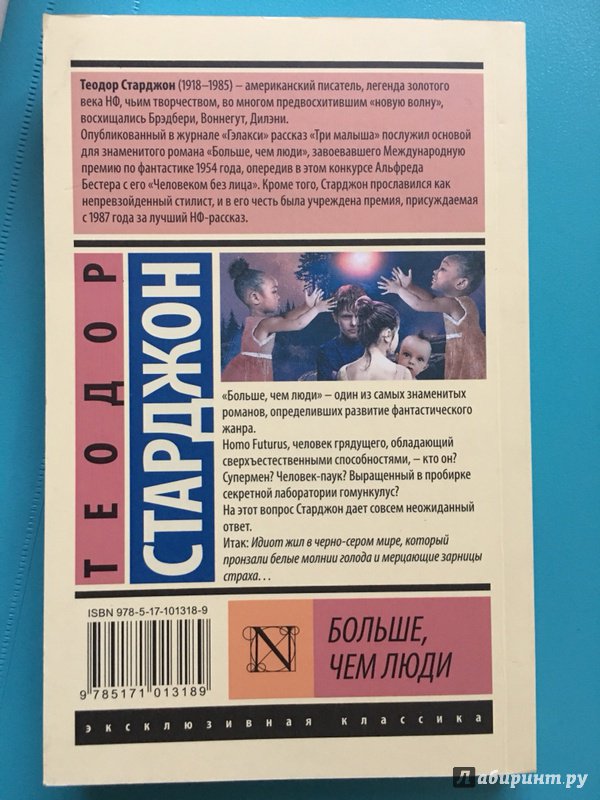 Теодор Старджон (1918–1985) – американский писатель, легенда золотого
века НФ, чьим творчеством, во многом предвосхитившим «новую волну»,
восхищались Брэдбери, Воннегут, Дилэни.
Опубликованный в журнале «Гэлакси» рассказ «Три малыша» послужил основой
для знаменитого романа «Больше, чем люди», завоевавшего Международную
премию по фантастике 1954 года, опередив в этом конкурсе Альфреда
Бестера с его «Человеком без лица». Кроме того, Старджон прославился как
непревзойденный стилист, и в его честь была учреждена премия, присуждаемая
с 1987 года за лучший НФ-рассказ.
ТЕОДОР
СТАРДЖОН
«Больше, чем люди» – один из самых знаменитых
романов, определивших развитие фантастического
жанра.
Homo Futurus, человек грядущего, обладающий
сверхъестественными способностями, – кто он?
Супермен? Человек-паук? Выращенный в пробирке
секретной лаборатории гомункулус?
На этот вопрос Старджон дает совсем неожиданный
ответ.
Итак: Идиот жил в черно-сером мире, который
пронзали белые молнии голода и мерцающие зарницы
страха…
ISBN 978-5-17-101318-9
9 785171 013189
N
БОЛЬШЕ,
ЧЕМ ЛЮДИ
эксклюзивная классика
Лабиринт.ру